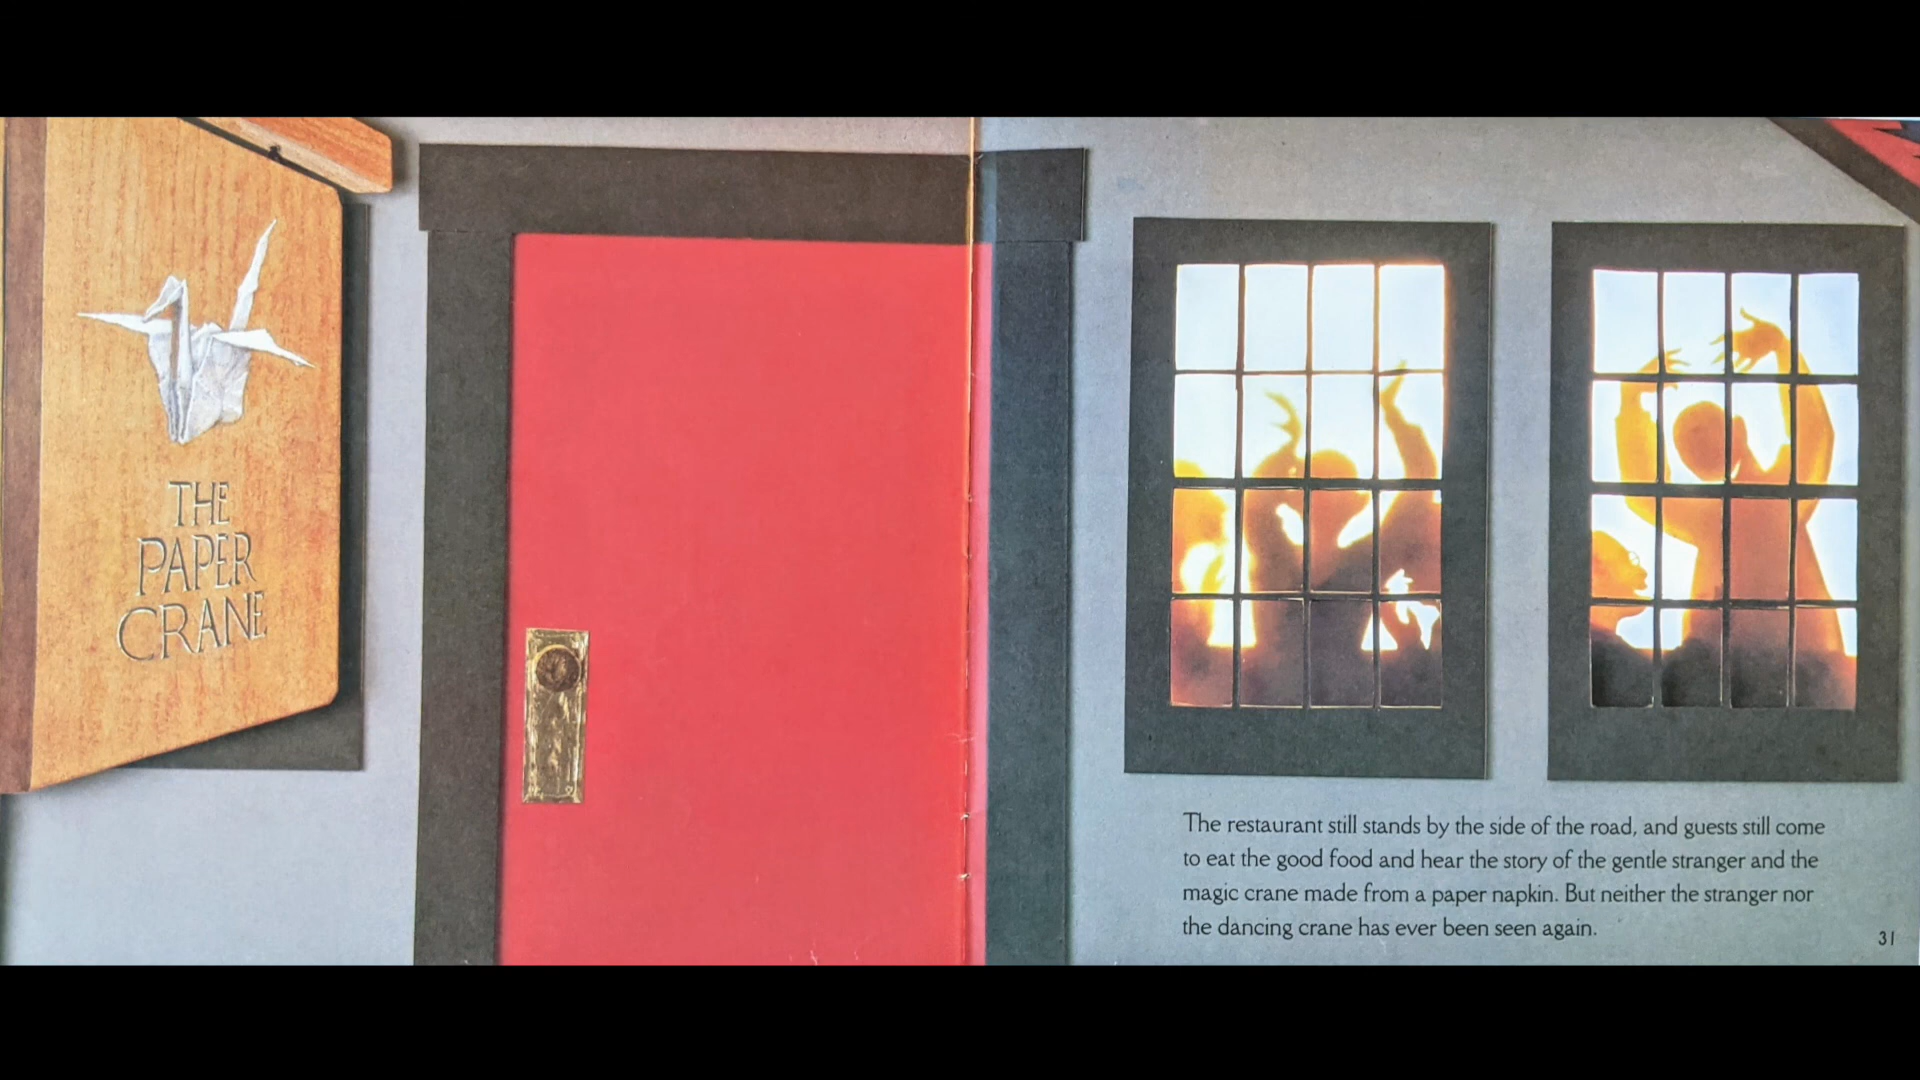 THE
PAPER
CRANE
The restaurant still stands by the side of the road, and guests still come
to eat the good food and hear the story of the gentle stranger and the
magic crane made from a paper napkin. But neither the stranger nor
the dancing crane has ever been seen again.
31